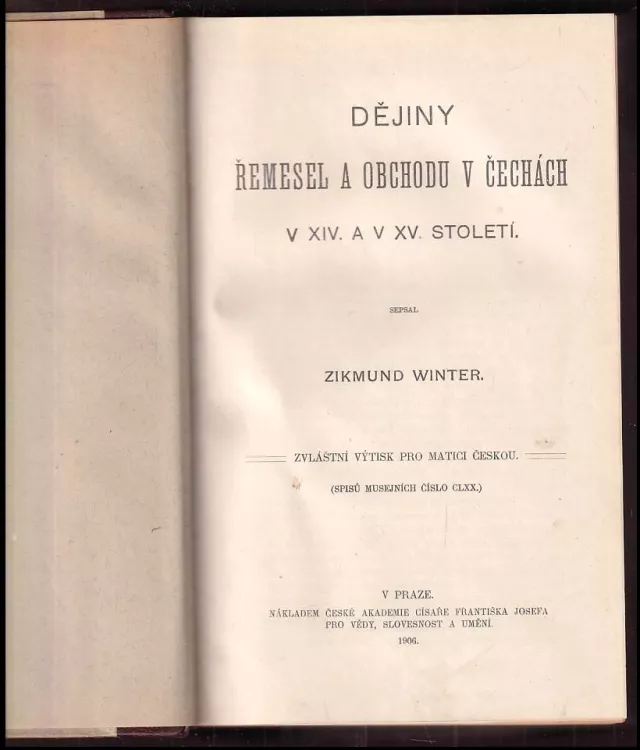 DĚJINY
ŘEMESEL A OBCHODU V ČECHÁCH
V XIV. A V XV. STOLETÍ.
SEPSAL
ZIKMUND WINTER.
ZVLÁŠTNÍ VÝTISK PRO MATICI ČESKOU.
(SPISŮ MUSEJNÍCH ČÍSLO CLXX.)
V PRAZE.
NÁKLADEM ČESKÉ AKADEMIE CÍSAŘE FRANTIŠKA JOSEFA
PRO VĚDY, SLOVESNOST A UMĚNÍ.
1906.